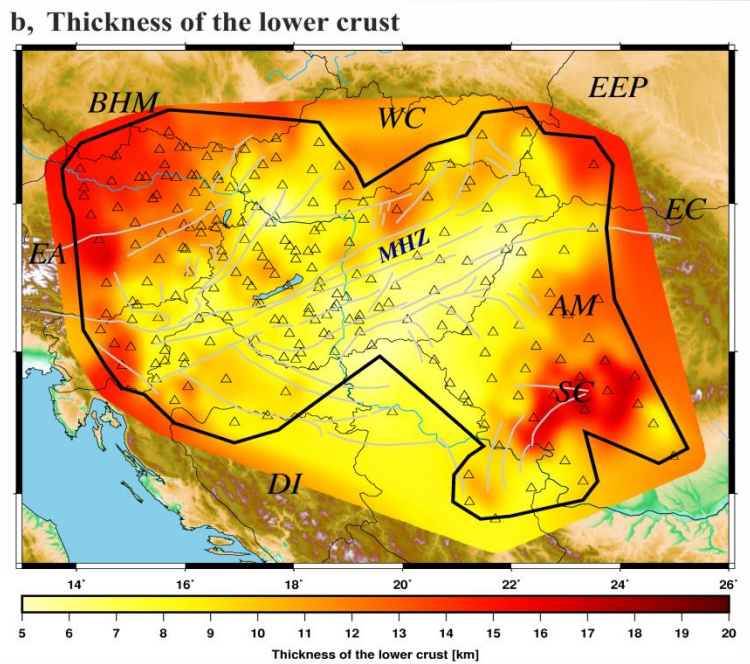 b, Thickness of the lower crust
BHM
WC
EEP
EC
EA
MHZ
AM
SC
DI
14° 16° 18° 20° 22° 24° 26°
5 6 7 8 9 10 11 12 13 14 15 16 17 18 19 20
Thickness of the lower crust [km]